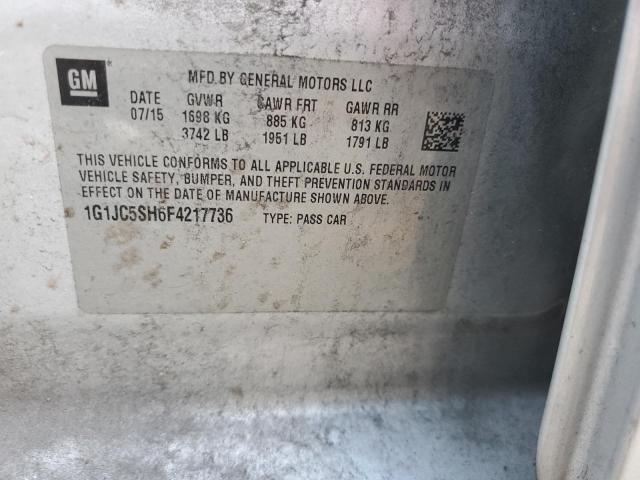 GM
MFD BY GENERAL MOTORS LLC
DATE GVWR GAWR FRT GAWR RR
07/15 1698 KG 885 KG 813 KG
3742 LB 1951 LB 1791 LB
THIS VEHICLE CONFORMS TO ALL APPLICABLE U.S. FEDERAL MOTOR
VEHICLE SAFETY, BUMPER, AND THEFT PREVENTION STANDARDS IN
EFFECT ON THE DATE OF MANUFACTURE SHOWN ABOVE.
1G1JC5SH6F4217736 TYPE: PASS CAR